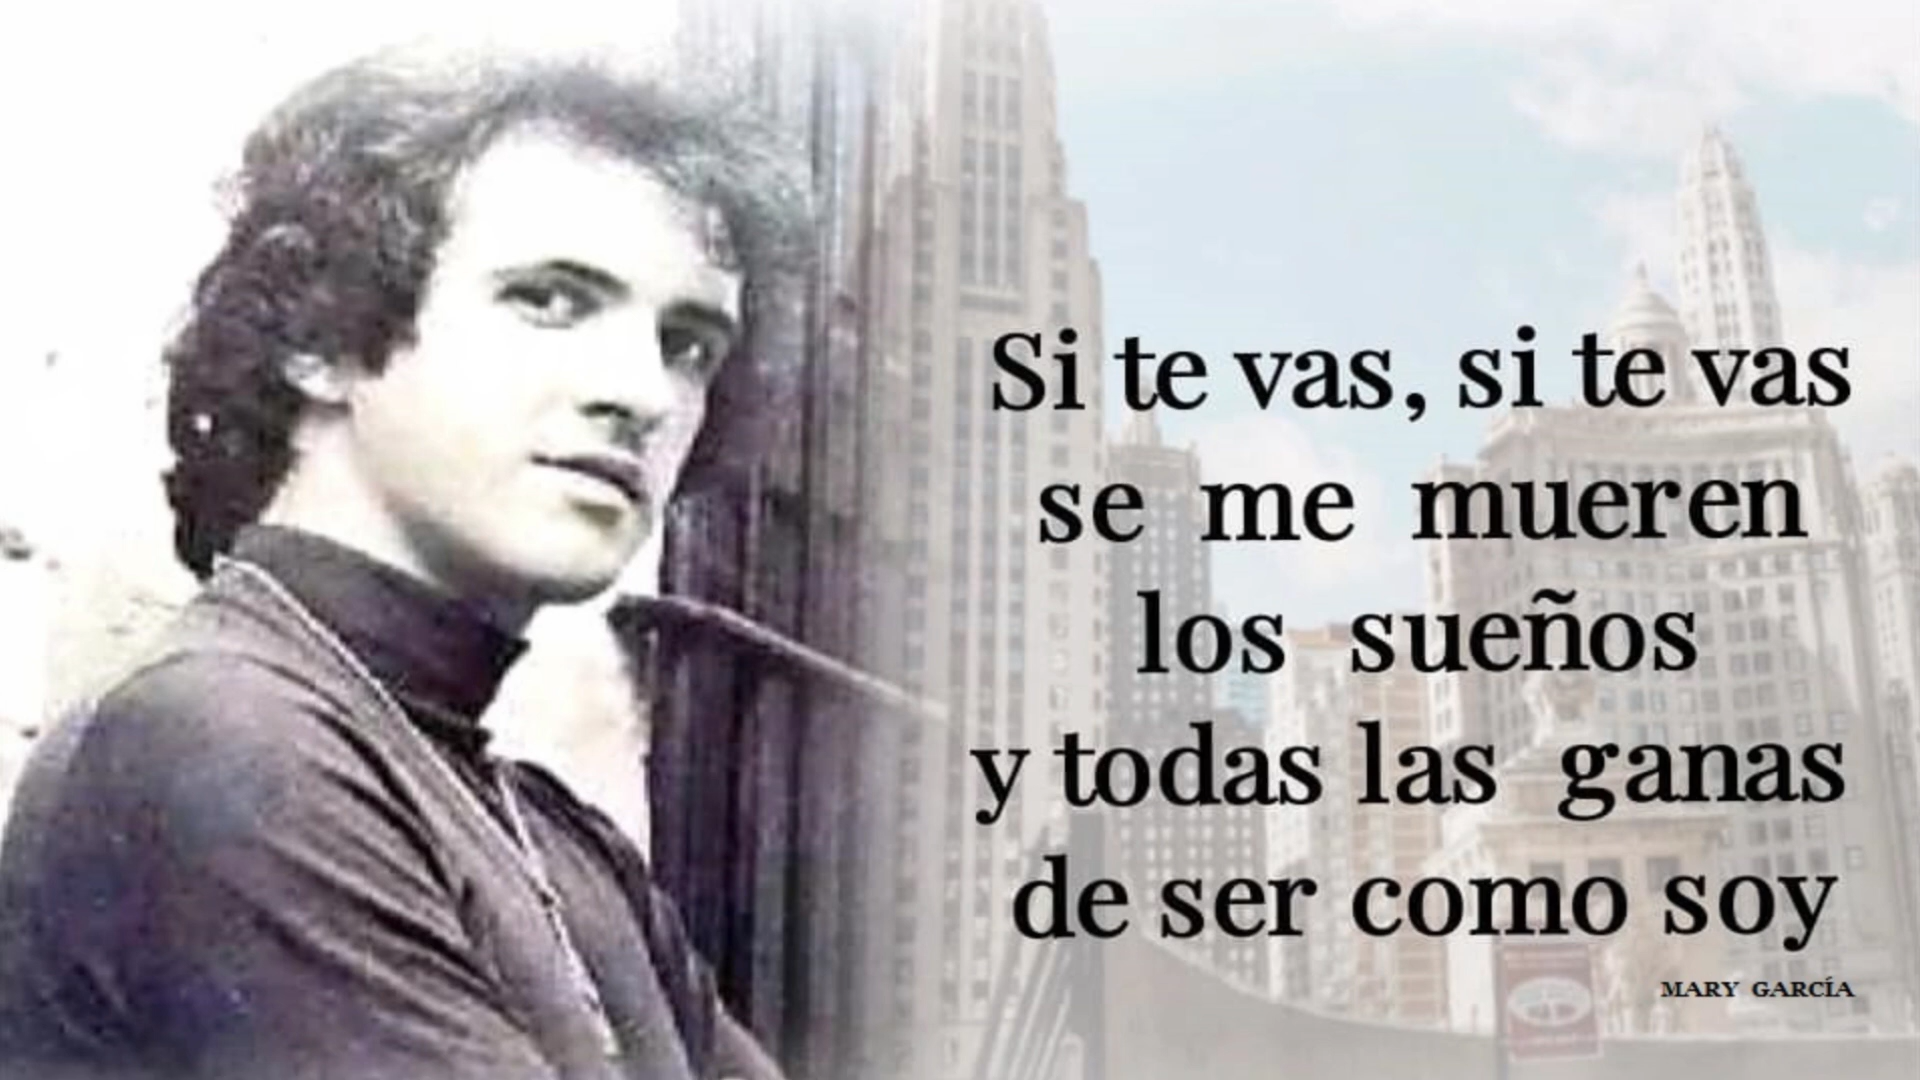 Si te vas, si te vas
se me mueren
los sueños
y todas las ganas
de ser como soy
MARY GARCÍA